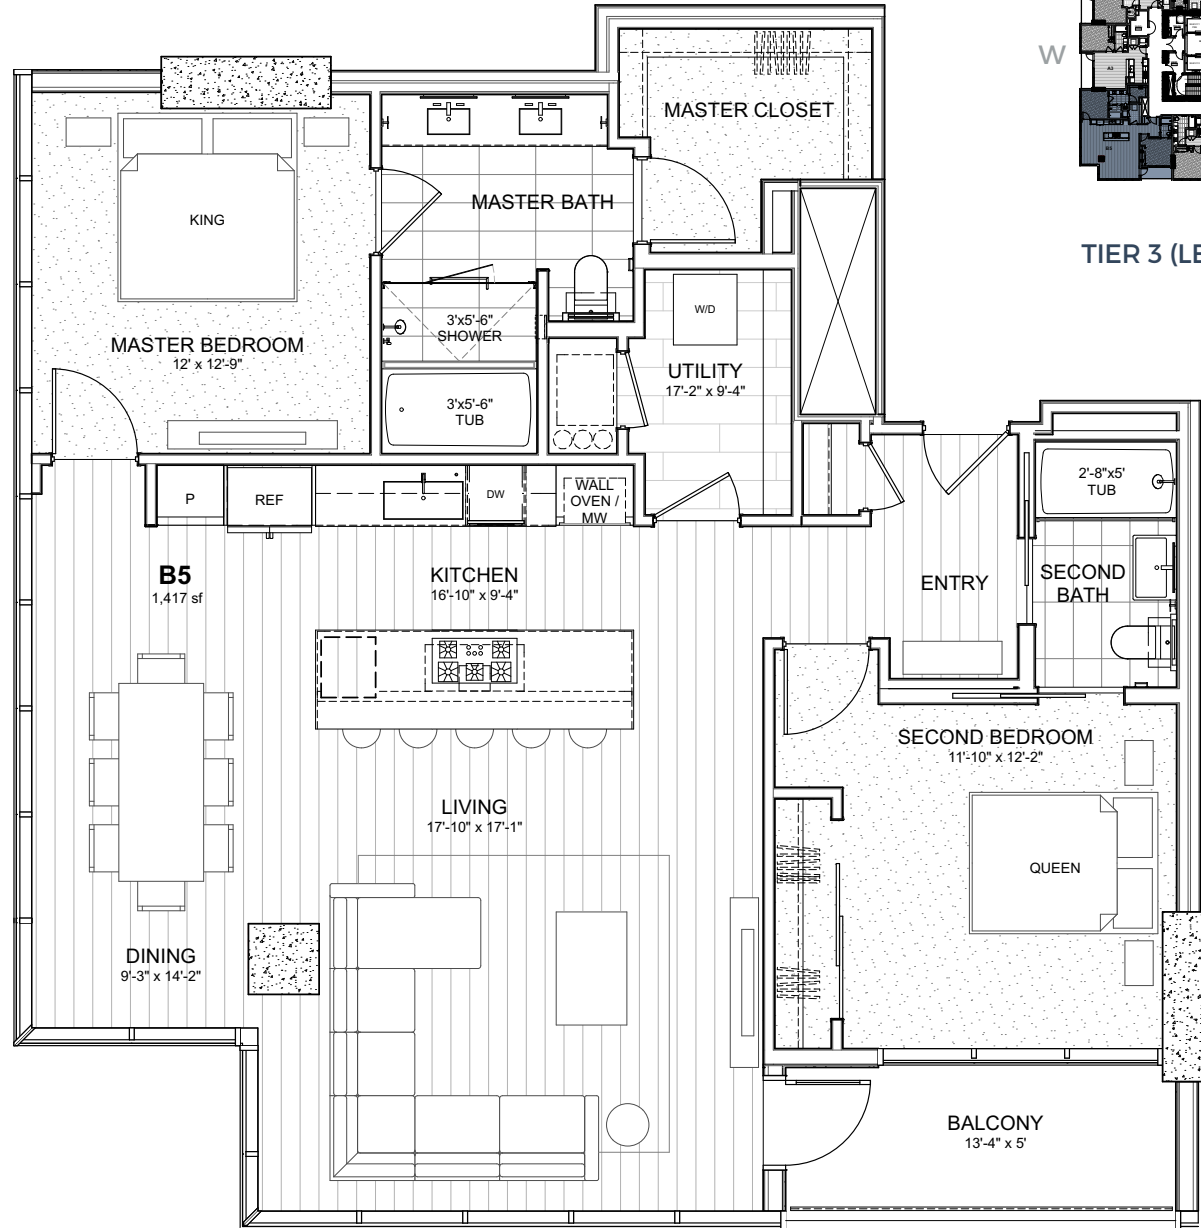 W
TIER 3 (LE
MASTER CLOSET
KING
MASTER BATH
MASTER BEDROOM
12' x 12'-9"
3'x5'-6"
SHOWER
3'x5'-6"
TUB
W/D
UTILITY
17'-2" x 9'-4"
P
REF
DW
WALL
OVEN /
MW
2'-8"x5'
TUB
B5
1,417 sf
KITCHEN
16'-10" x 9'-4"
ENTRY
SECOND
BATH
SECOND BEDROOM
11'-10" x 12'-2"
LIVING
17'-10" x 17'-1"
QUEEN
DINING
9'-3" x 14'-2"
BALCONY
13'-4" x 5'